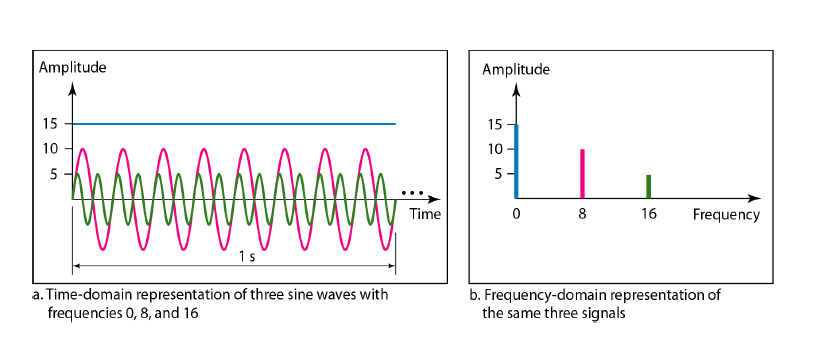 Amplitude
15
10
5
Time
1 s
a. Time-domain representation of three sine waves with
frequencies 0, 8, and 16
Amplitude
15
10
5
0 8 16 Frequency
b. Frequency-domain representation of
the same three signals